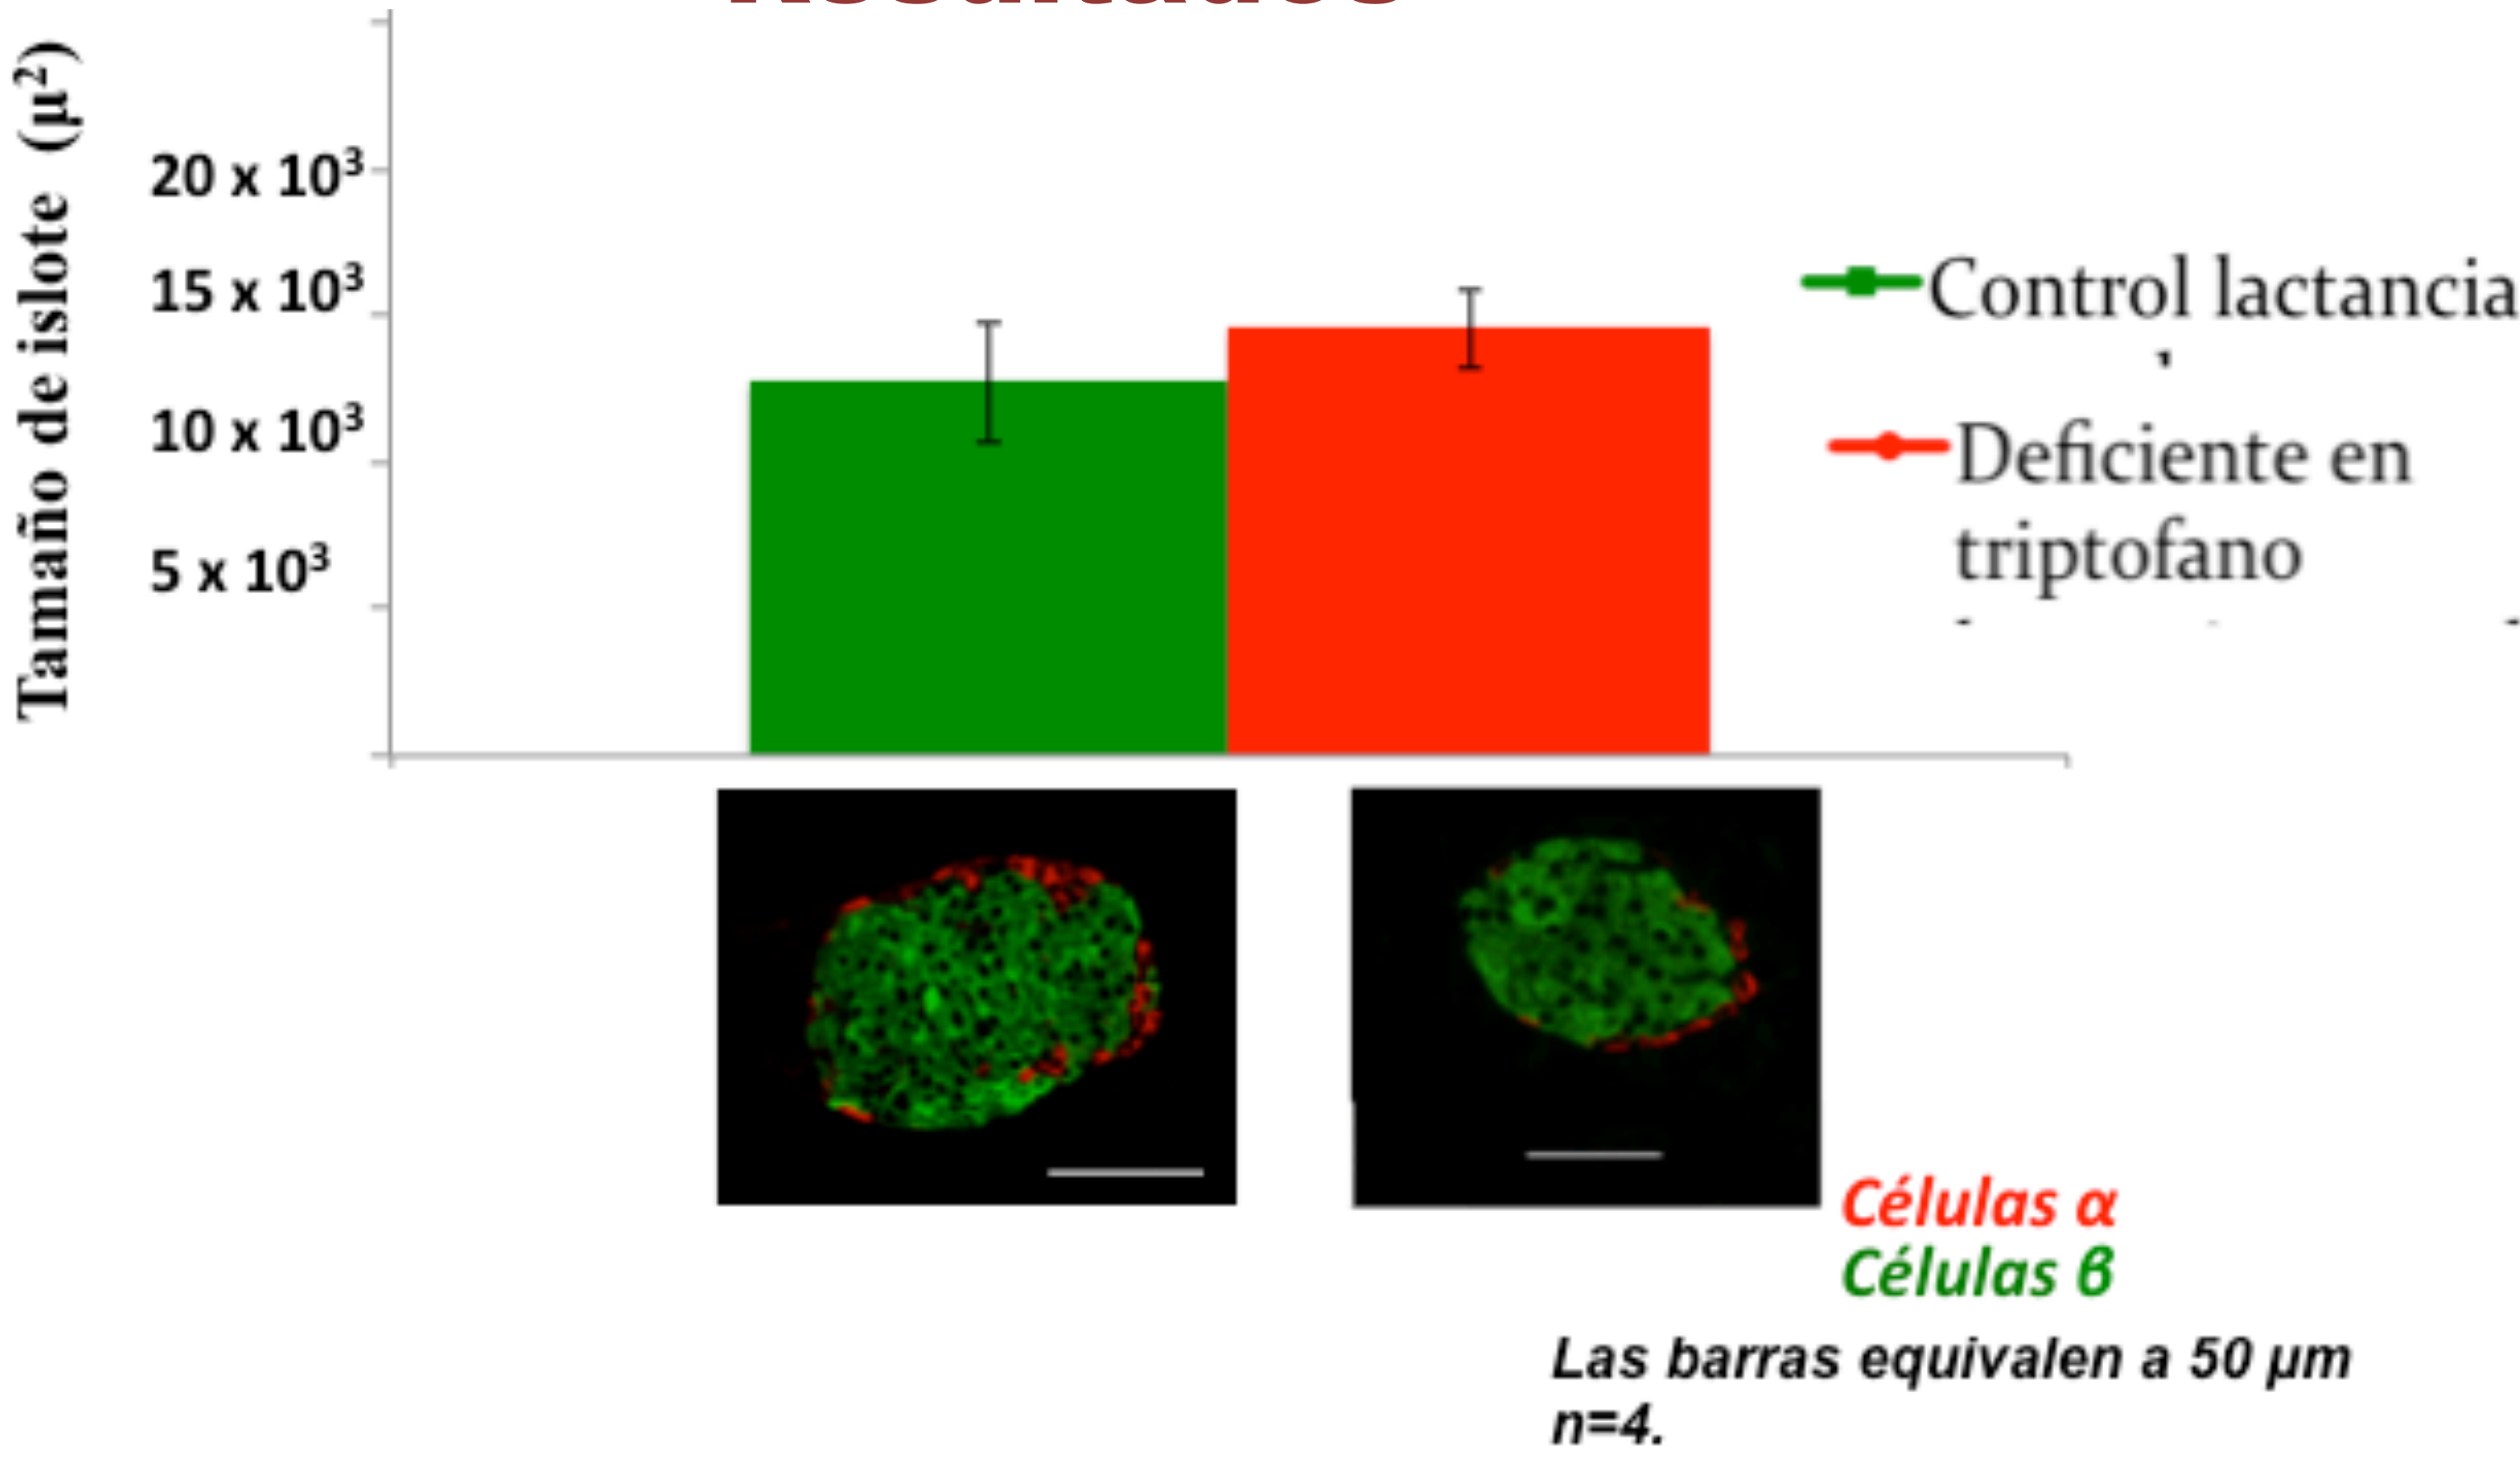 Tamaño de islote (μ²)
20 x 10³
15 x 10³
10 x 10³
5 x 10³
Control lactancia
Deficiente en
triptofano
Células α
Células β
Las barras equivalen a 50 μm
n=4.